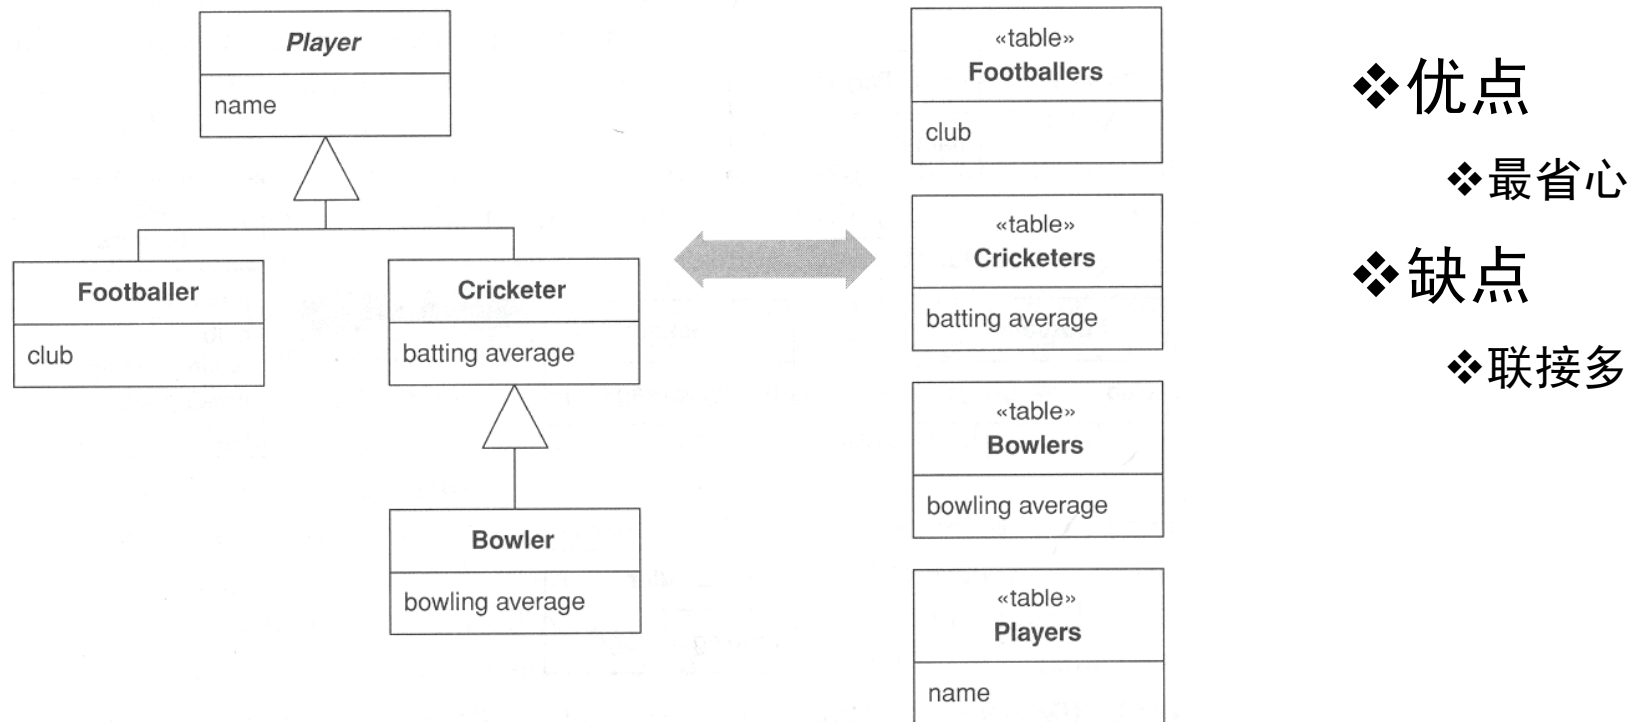 Player
name
Footballer
club
Cricketer
batting average
Bowler
bowling average
«table»
Footballers
club
«table»
Cricketers
batting average
«table»
Bowlers
bowling average
«table»
Players
name
❖优点
❖最省心
❖缺点
❖联接多